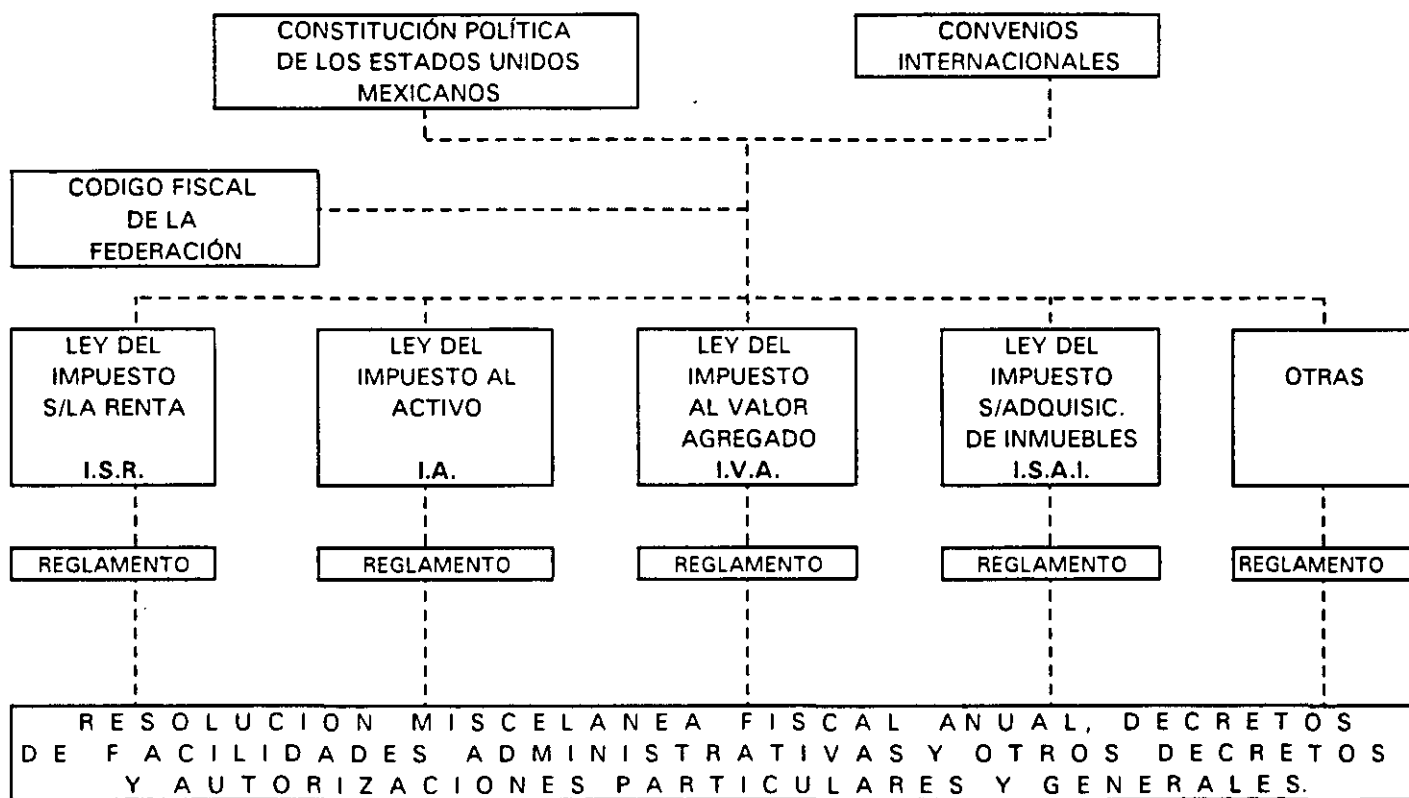 CONSTITUCIÓN POLÍTICA
DE LOS ESTADOS UNIDOS
MEXICANOS
CONVENIOS
INTERNACIONALES
CODIGO FISCAL
DE LA
FEDERACIÓN
LEY DEL
IMPUESTO
S/LA RENTA
I.S.R.
LEY DEL
IMPUESTO AL
ACTIVO
I.A.
LEY DEL
IMPUESTO
AL VALOR
AGREGADO
I.V.A.
LEY DEL
IMPUESTO
S/ADQUISIC.
DE INMUEBLES
I.S.A.I.
OTRAS
REGLAMENTO
REGLAMENTO
REGLAMENTO
REGLAMENTO
REGLAMENTO
RESOLUCION MISCELANEA FISCAL ANUAL, DECRETOS
DE FACILIDADES ADMINISTRATIVAS Y OTROS DECRETOS
Y AUTORIZACIONES PARTICULARES Y GENERALES.